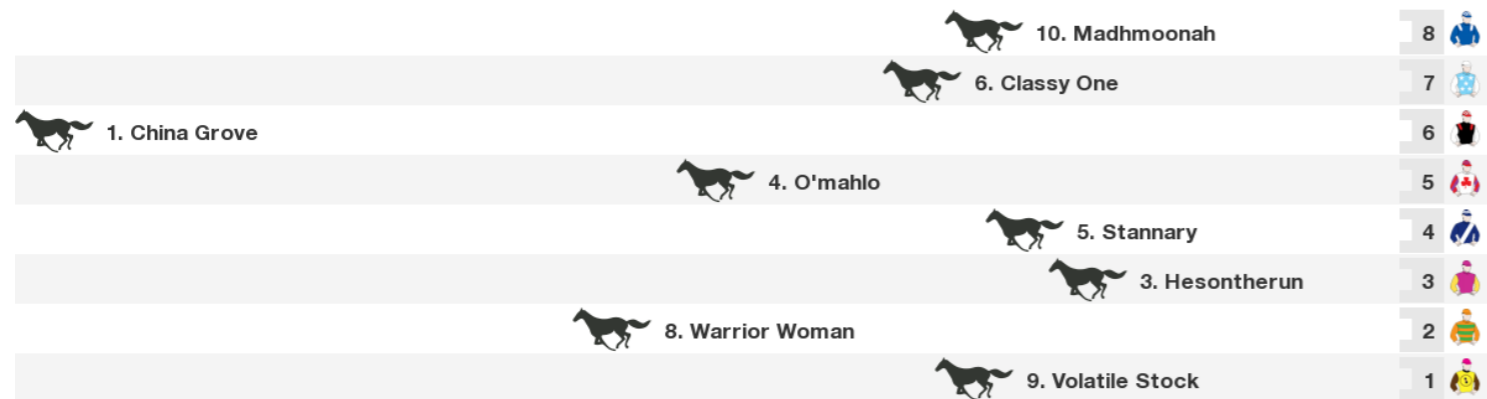 10. Madhmoonah 8
6. Classy One 7
1. China Grove 6
4. O'mahlo 5
5. Stannary 4
3. Hesontherun 3
8. Warrior Woman 2
9. Volatile Stock 1